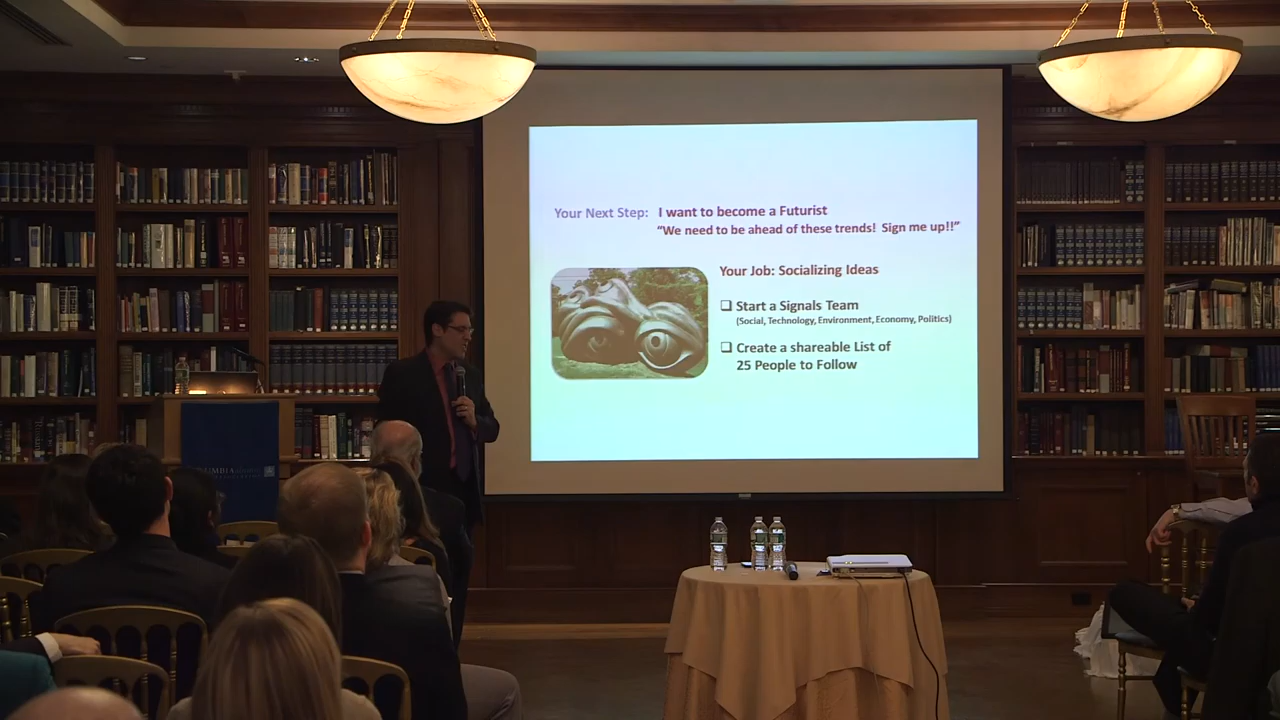 Your Next Step: I want to become a Futurist
“We need to be ahead of these trends! Sign me up!!”
Your Job: Socializing Ideas
Start a Signals Team
(Social, Technology, Environment, Economy, Politics)
Create a shareable List of
25 People to Follow